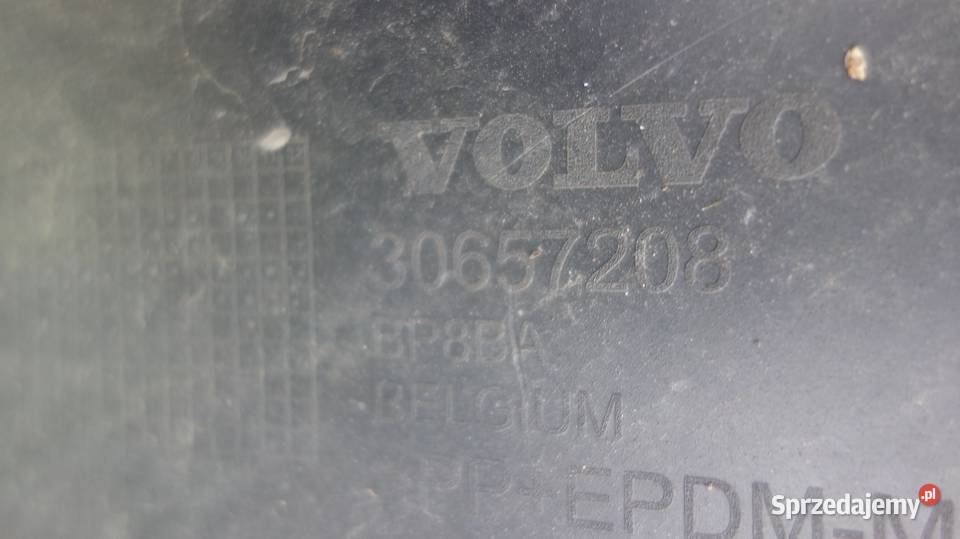 VOLVO
30657208
BP8BA
BELGIUM
PP+EPDM-M
Sprzedajemy.pl